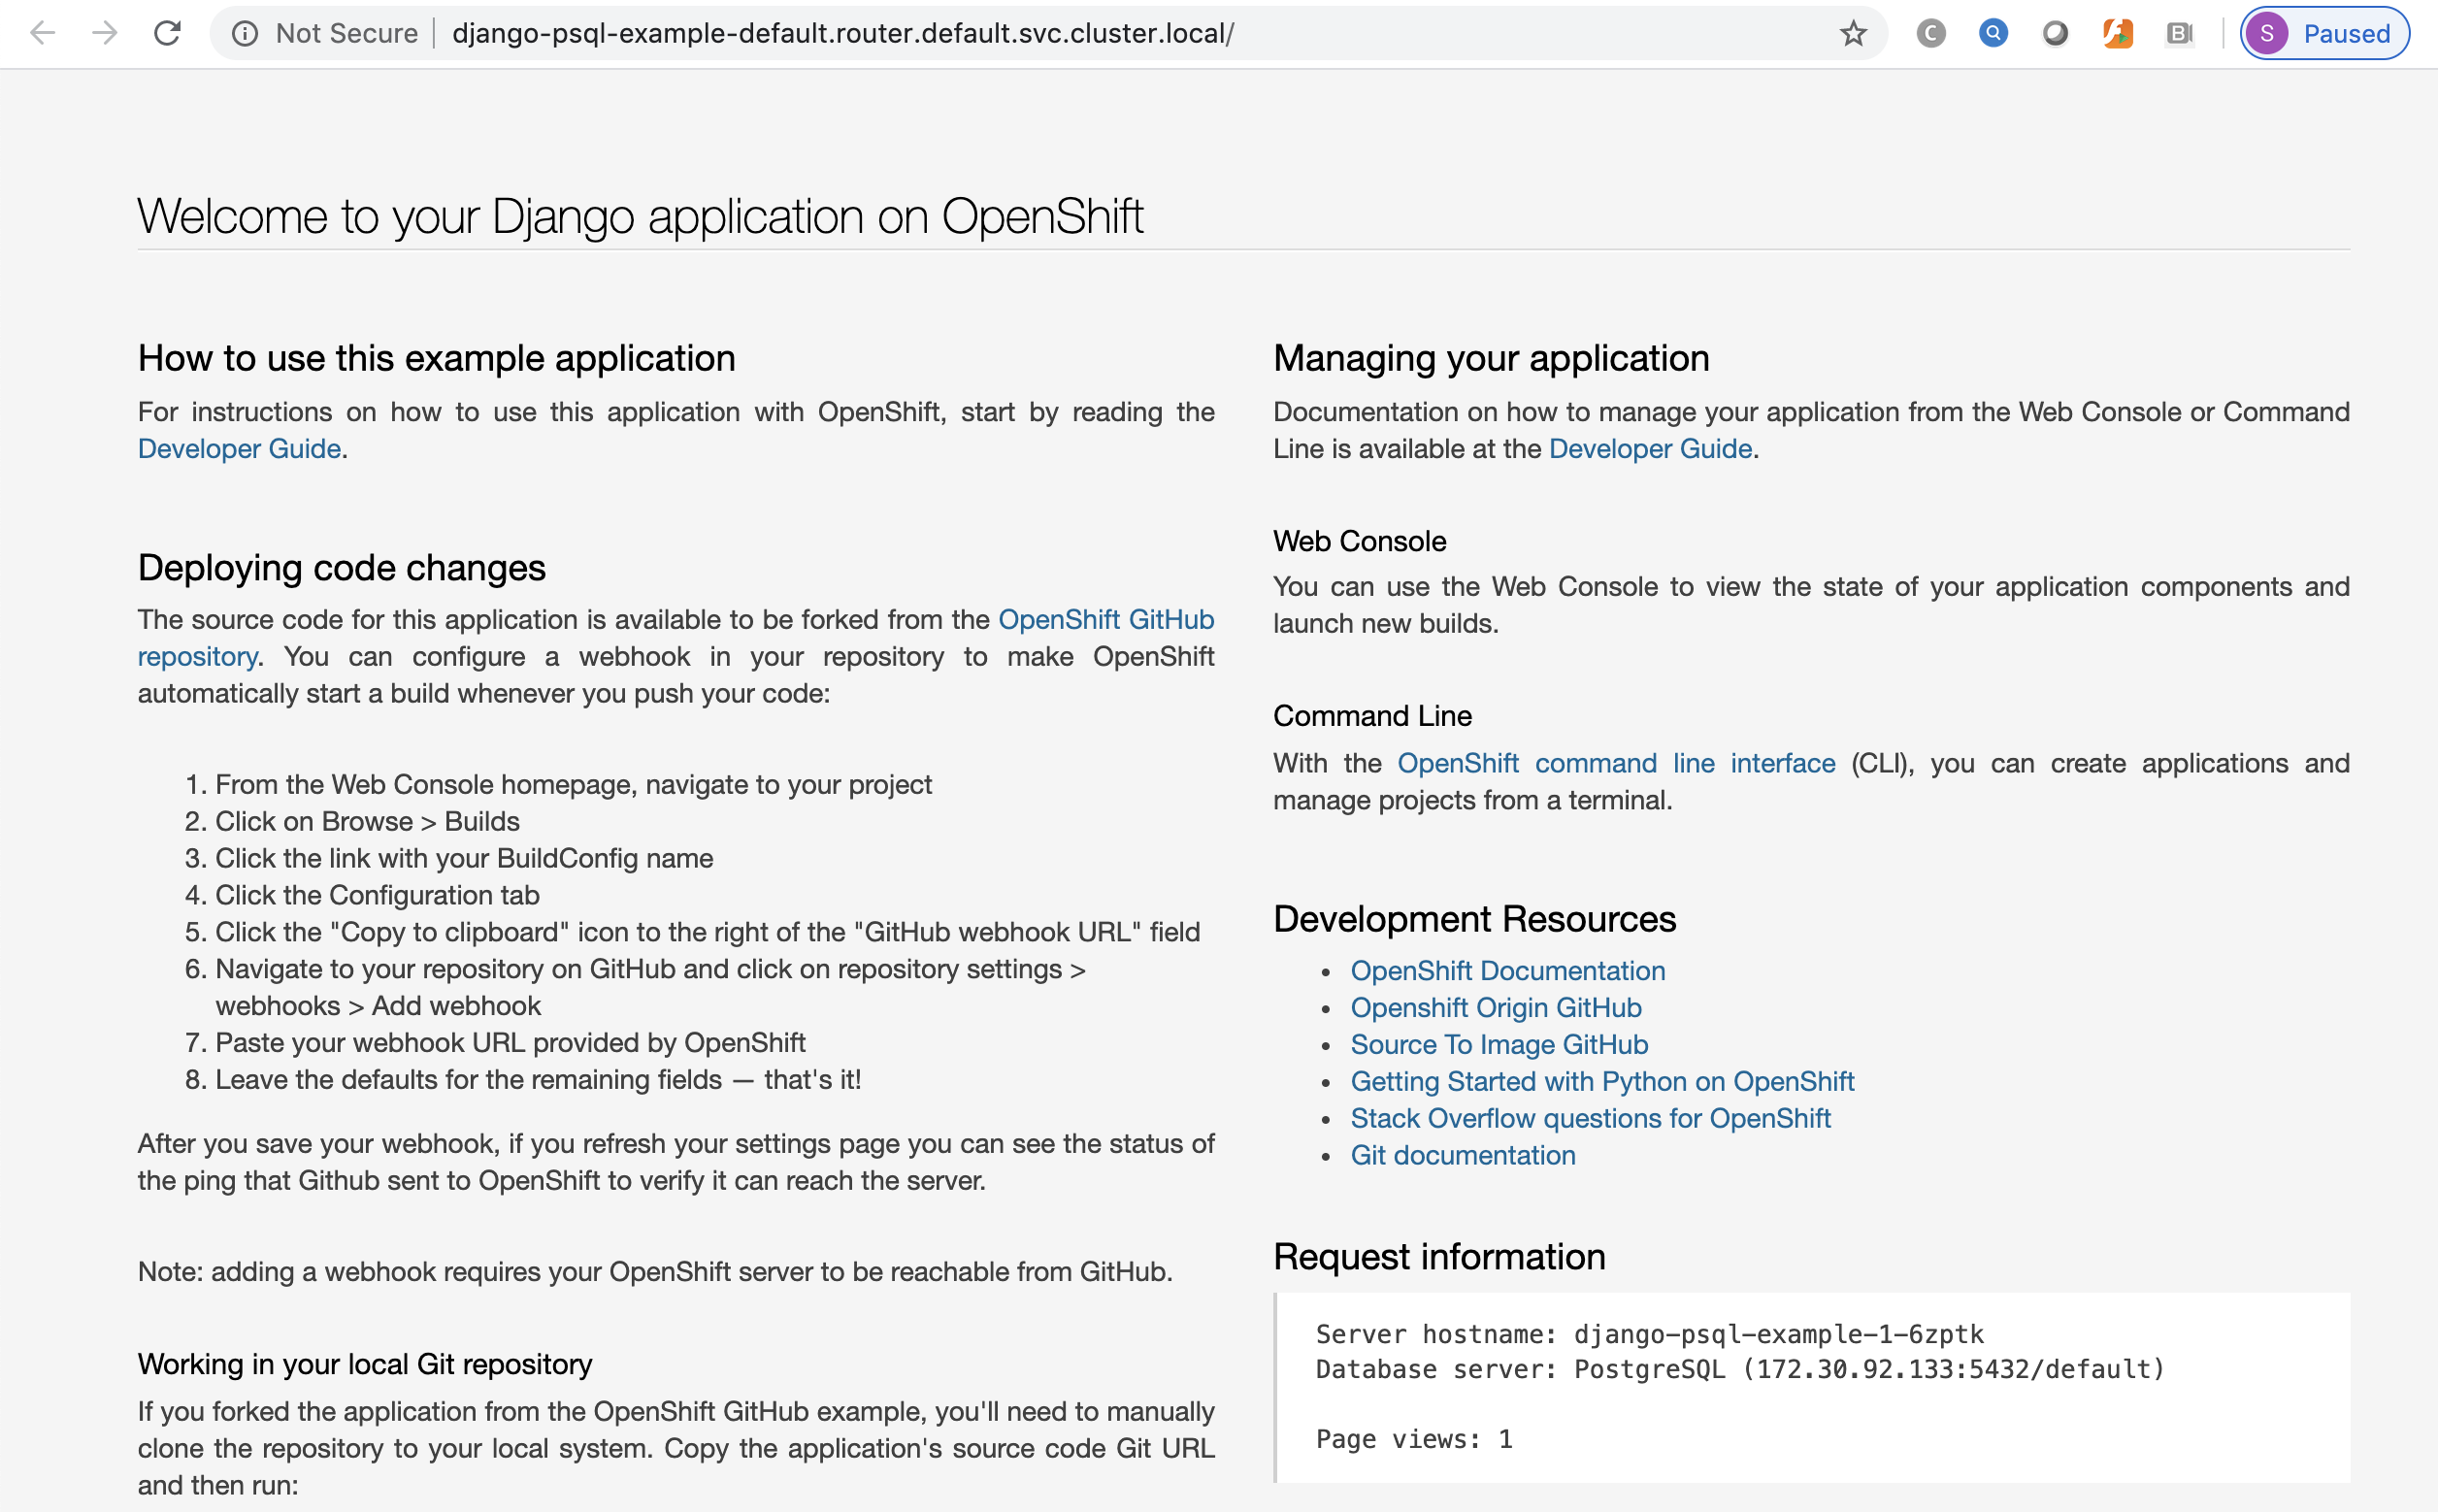 Not Secure django-psql-example-default.router.default.svc.cluster.local/
C Q B S Paused
Welcome to your Django application on OpenShift
How to use this example application
For instructions on how to use this application with OpenShift, start by reading the
Developer Guide.
Deploying code changes
The source code for this application is available to be forked from the OpenShift GitHub
repository. You can configure a webhook in your repository to make OpenShift
automatically start a build whenever you push your code:
1. From the Web Console homepage, navigate to your project
2. Click on Browse > Builds
3. Click the link with your BuildConfig name
4. Click the Configuration tab
5. Click the "Copy to clipboard" icon to the right of the "GitHub webhook URL" field
6. Navigate to your repository on GitHub and click on repository settings >
webhooks > Add webhook
7. Paste your webhook URL provided by OpenShift
8. Leave the defaults for the remaining fields — that's it!
After you save your webhook, if you refresh your settings page you can see the status of
the ping that Github sent to OpenShift to verify it can reach the server.
Note: adding a webhook requires your OpenShift server to be reachable from GitHub.
Working in your local Git repository
If you forked the application from the OpenShift GitHub example, you'll need to manually
clone the repository to your local system. Copy the application's source code Git URL
and then run:
Managing your application
Documentation on how to manage your application from the Web Console or Command
Line is available at the Developer Guide.
Web Console
You can use the Web Console to view the state of your application components and
launch new builds.
Command Line
With the OpenShift command line interface (CLI), you can create applications and
manage projects from a terminal.
Development Resources
• OpenShift Documentation
• Openshift Origin GitHub
• Source To Image GitHub
• Getting Started with Python on OpenShift
• Stack Overflow questions for OpenShift
• Git documentation
Request information
Server hostname: django-psql-example-1-6zptk
Database server: PostgreSQL (172.30.92.133:5432/default)
Page views: 1